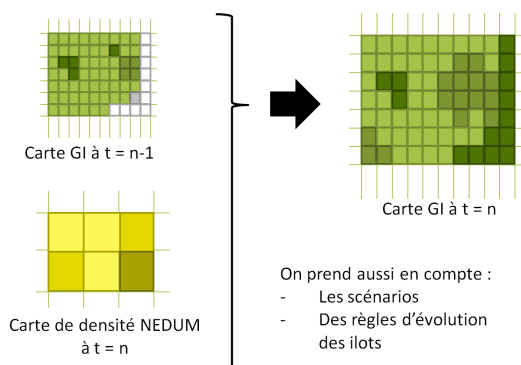 Carte GI à t = n-1
Carte de densité NEDUM
à t = n
Carte GI à t = n
On prend aussi en compte :
- Les scénarios
- Des règles d'évolution
des ilots